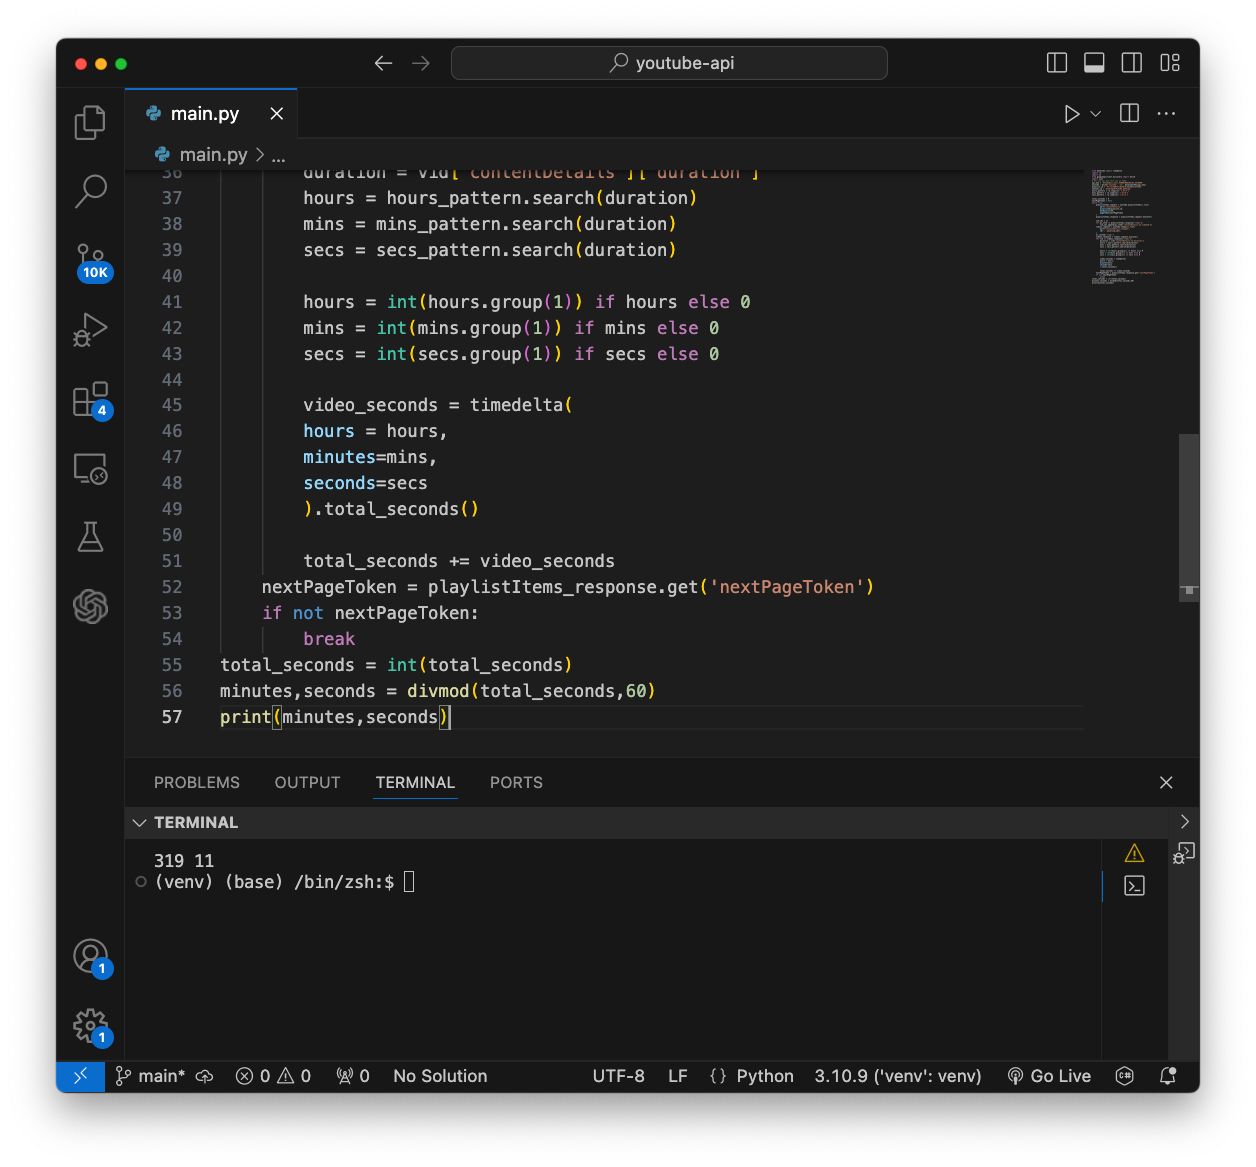 youtube-api
main.py
main.py > ...
36 duration = vid['contentDetails']['duration']
37 hours = hours_pattern.search(duration)
38 mins = mins_pattern.search(duration)
39 secs = secs_pattern.search(duration)
40
41 hours = int(hours.group(1)) if hours else 0
42 mins = int(mins.group(1)) if mins else 0
43 secs = int(secs.group(1)) if secs else 0
44
45 video_seconds = timedelta(
46 hours = hours,
47 minutes=mins,
48 seconds=secs
49 ).total_seconds()
50
51 total_seconds += video_seconds
52 nextPageToken = playlistItems_response.get('nextPageToken')
53 if not nextPageToken:
54 break
55 total_seconds = int(total_seconds)
56 minutes,seconds = divmod(total_seconds,60)
57 print(minutes,seconds)
10K
4
1
1
PROBLEMS OUTPUT TERMINAL PORTS
TERMINAL
319 11
(venv) (base) /bin/zsh:$
main* 0 0 0 No Solution UTF-8 LF {} Python 3.10.9 ('venv': venv) Go Live C#